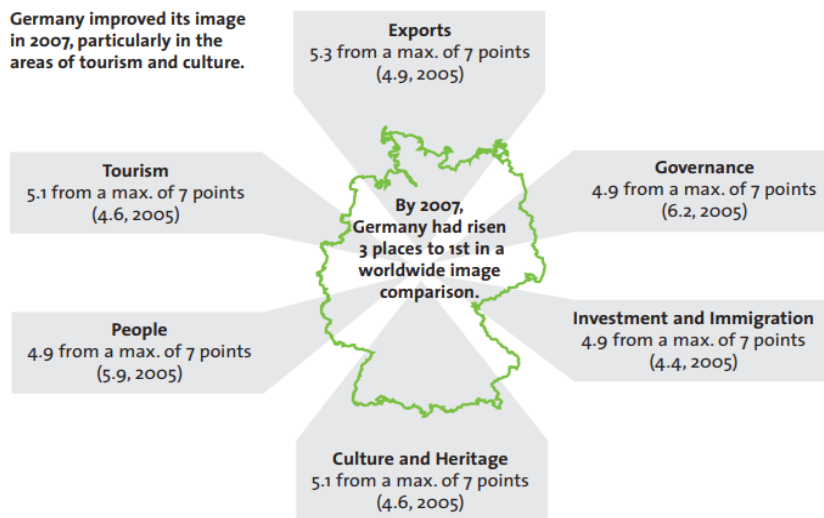 Germany improved its image
in 2007, particularly in the
areas of tourism and culture.
Exports
5.3 from a max. of 7 points
(4.9, 2005)
Tourism
5.1 from a max. of 7 points
(4.6, 2005)
Governance
4.9 from a max. of 7 points
(6.2, 2005)
By 2007,
Germany had risen
3 places to 1st in a
worldwide image
comparison.
People
4.9 from a max. of 7 points
(5.9, 2005)
Investment and Immigration
4.9 from a max. of 7 points
(4.4, 2005)
Culture and Heritage
5.1 from a max. of 7 points
(4.6, 2005)